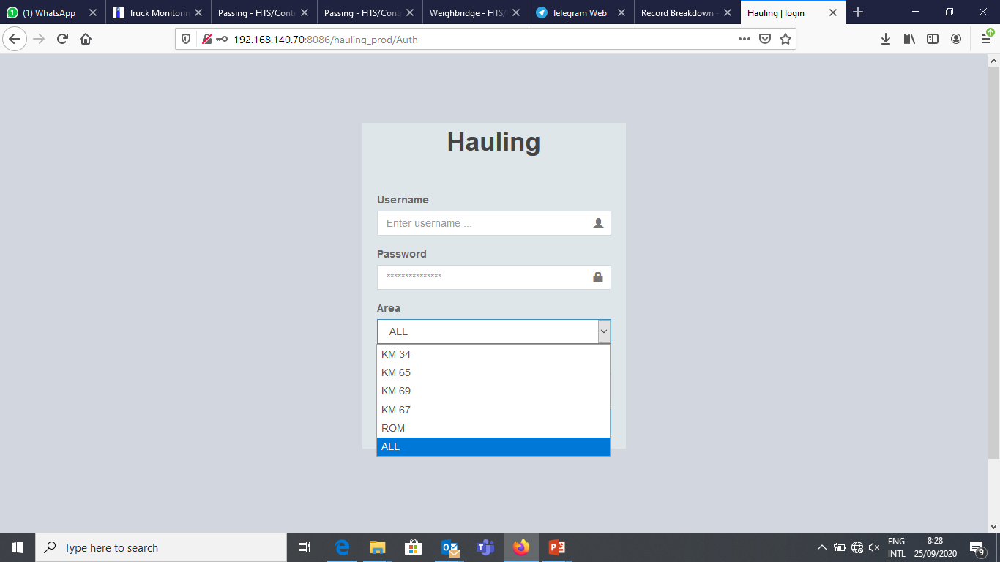 (1) WhatsApp
Truck Monitorin
Passing - HTS/Contr
Passing - HTS/Contr
Weighbridge - HTS/
Telegram Web
Record Breakdown -
Hauling | login
192.168.140.70:8086/hauling_prod/Auth
Hauling
Username
Enter username ...
Password
***************
Area
ALL
KM 34
KM 65
KM 69
KM 67
ROM
ALL
Type here to search
ENG
INTL
8:28
25/09/2020
9